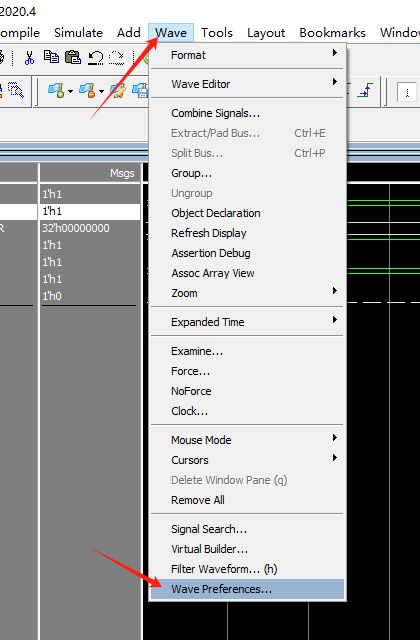 2020.4
ompile Simulate Add Wave Tools Layout Bookmarks Window
Format
Wave Editor
Combine Signals...
Extract/Pad Bus... Ctrl+E
Split Bus... Ctrl+P
Group...
Ungroup
Object Declaration
Refresh Display
Assertion Debug
Assoc Array View
Zoom
Expanded Time
Examine...
Force...
NoForce
Clock...
Mouse Mode
Cursors
Delete Window Pane (q)
Remove All
Signal Search...
Virtual Builder...
Filter Waveform... (h)
Wave Preferences...
Msgs
1'h1
1'h1
R 32'h00000000
1'h1
1'h1
1'h1
1'h0